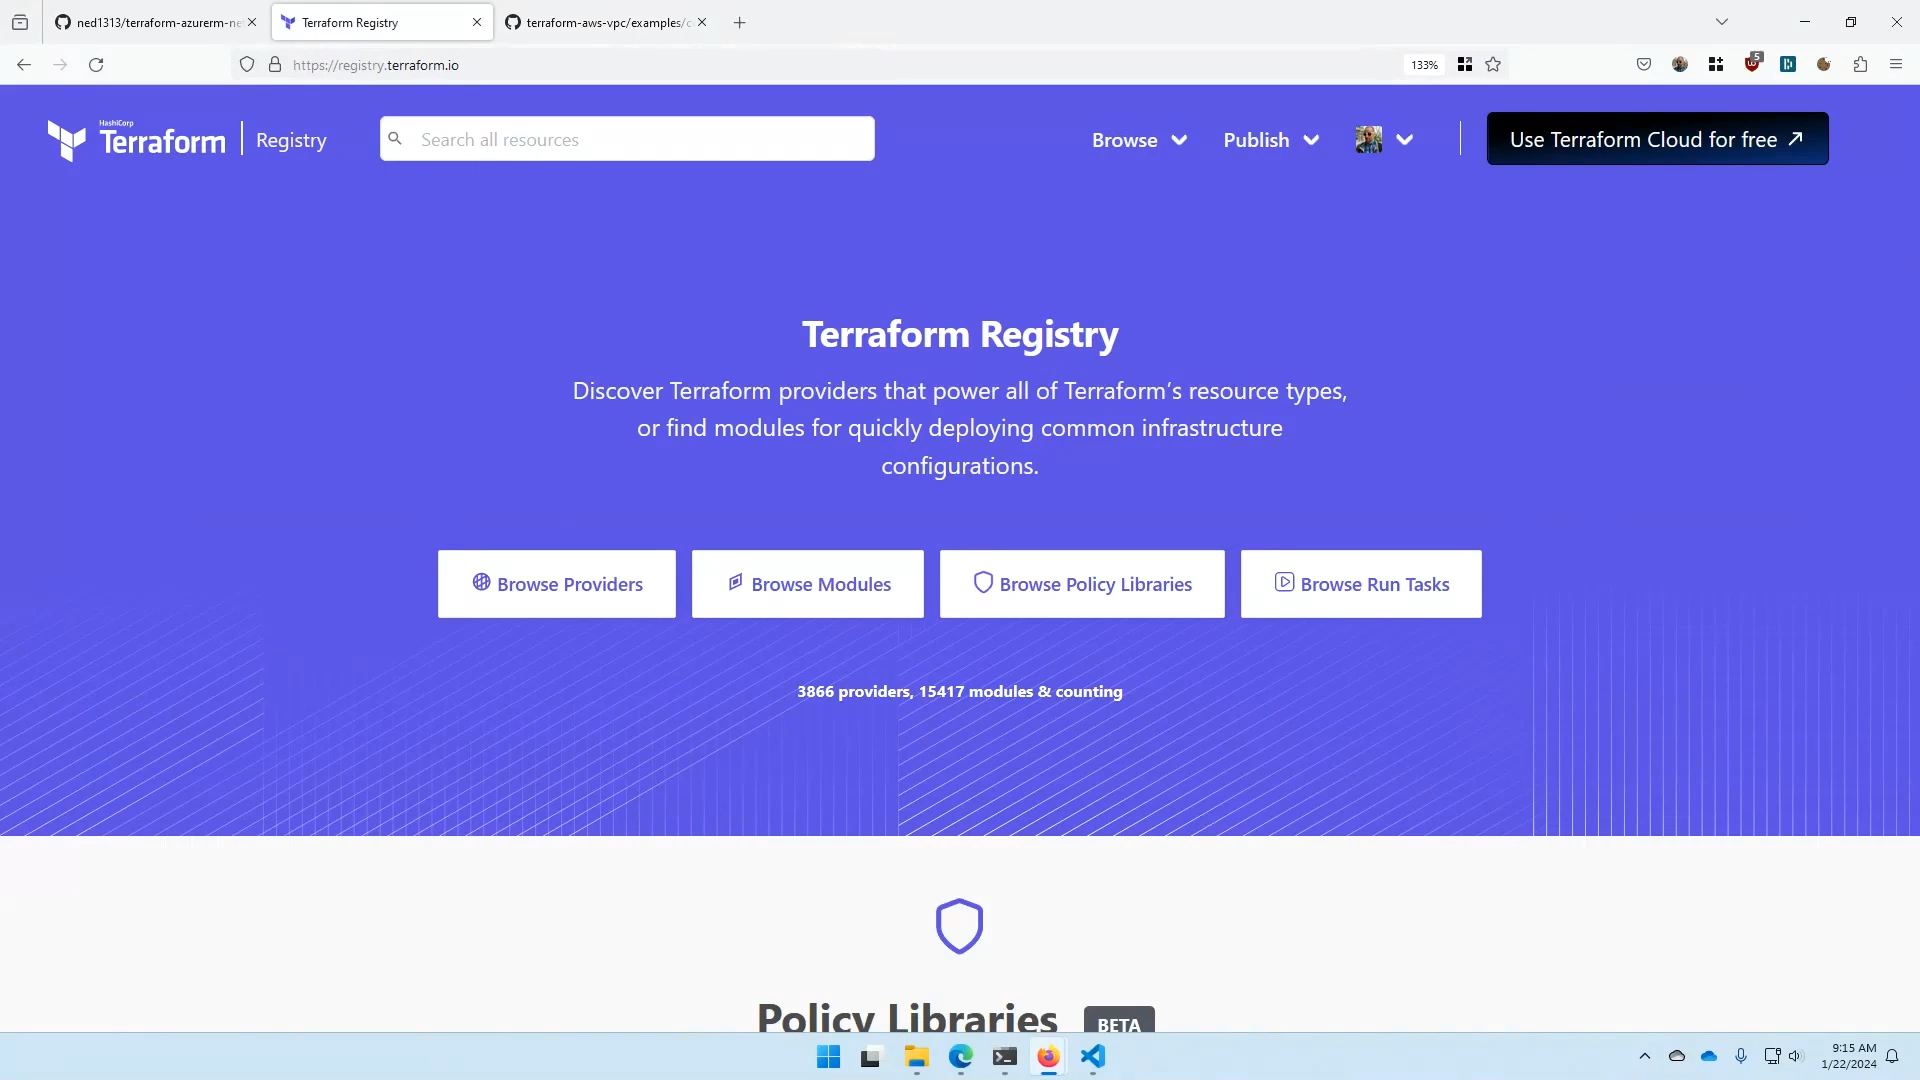 ned1313/terraform-azurerm-ne
Terraform Registry
terraform-aws-vpc/examples/c
https://registry.terraform.io
133%
5
HashiCorp
Terraform
Registry
Search all resources
Browse
Publish
Use Terraform Cloud for free
Terraform Registry
Discover Terraform providers that power all of Terraform’s resource types,
or find modules for quickly deploying common infrastructure
configurations.
Browse Providers
Browse Modules
Browse Policy Libraries
Browse Run Tasks
3866 providers, 15417 modules & counting
Policy Libraries
BETA
9:15 AM
1/22/2024